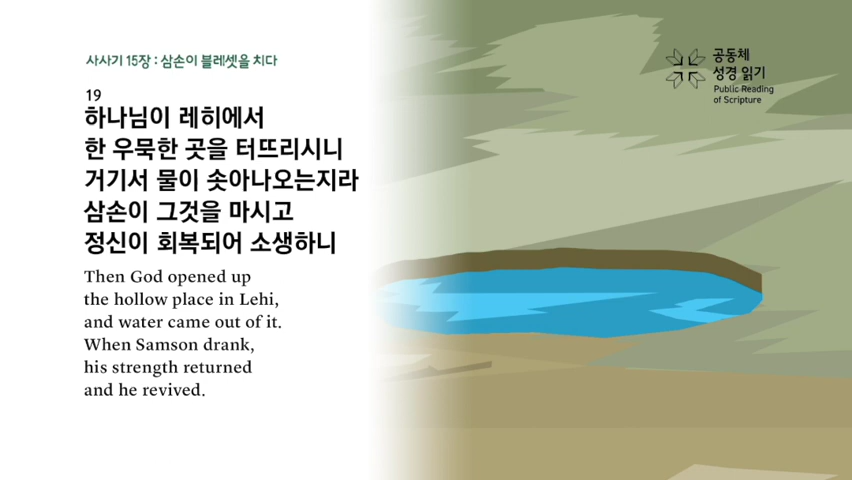 사사기 15장 : 삼손이 블레셋을 치다
공동체
성경 읽기
Public Reading
of Scripture
19
하나님이 레히에서
한 우묵한 곳을 터뜨리시니
거기서 물이 솟아나오는지라
삼손이 그것을 마시고
정신이 회복되어 소생하니
Then God opened up
the hollow place in Lehi,
and water came out of it.
When Samson drank,
his strength returned
and he revived.